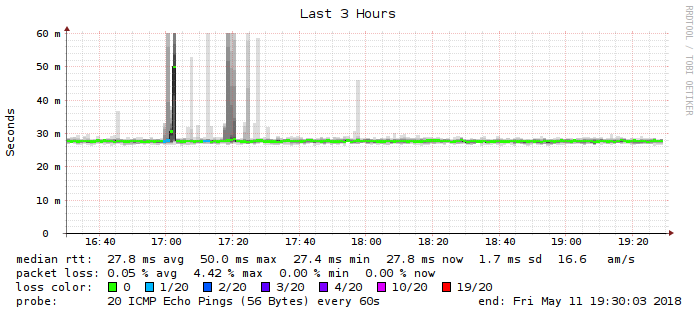 Last 3 Hours
RRDTOOL / TOBI OETIKER
Seconds
60 m
50 m
40 m
30 m
20 m
10 m
0
16:40 17:00 17:20 17:40 18:00 18:20 18:40 19:00 19:20
median rtt: 27.8 ms avg 50.0 ms max 27.4 ms min 27.8 ms now 1.7 ms sd 16.6 am/s
packet loss: 0.05 % avg 4.42 % max 0.00 % min 0.00 % now
loss color: 0 1/20 2/20 3/20 4/20 10/20 19/20
probe: 20 ICMP Echo Pings (56 Bytes) every 60s end: Fri May 11 19:30:03 2018